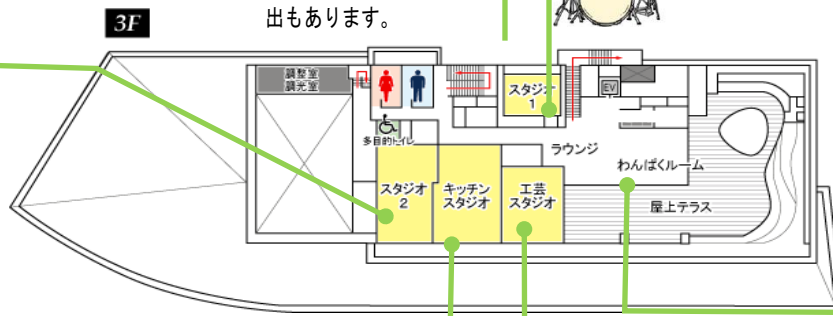 出もあります。
3F
調整室
調光室
スタジオ
1
EV
多目的トイレ
ラウンジ
わんぱくルーム
スタジオ
2
キッチン
スタジオ
工芸
スタジオ
屋上テラス